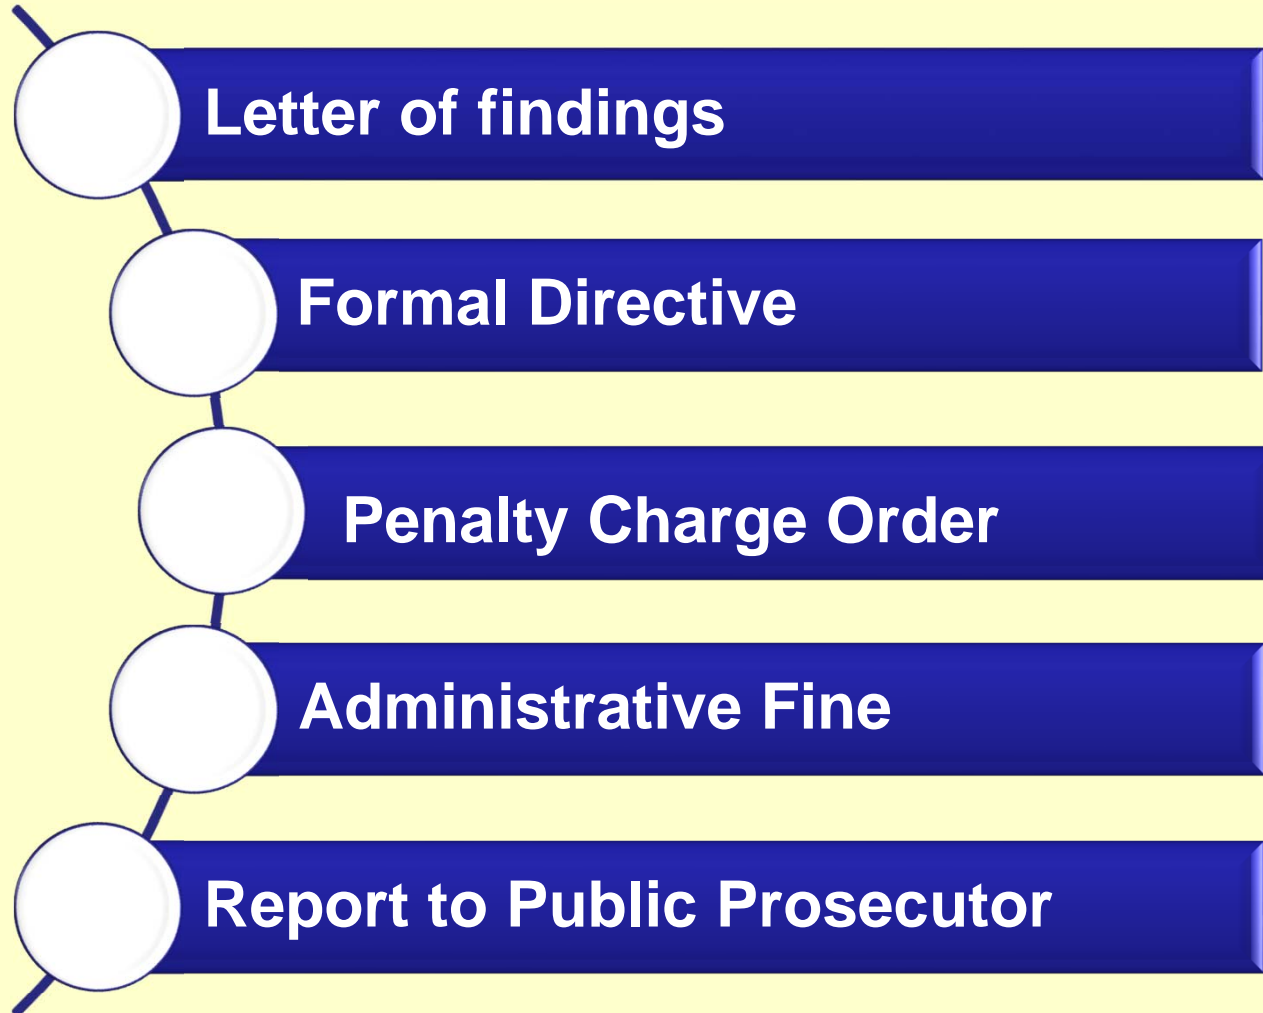 Letter of findings
Formal Directive
Penalty Charge Order
Administrative Fine
Report to Public Prosecutor